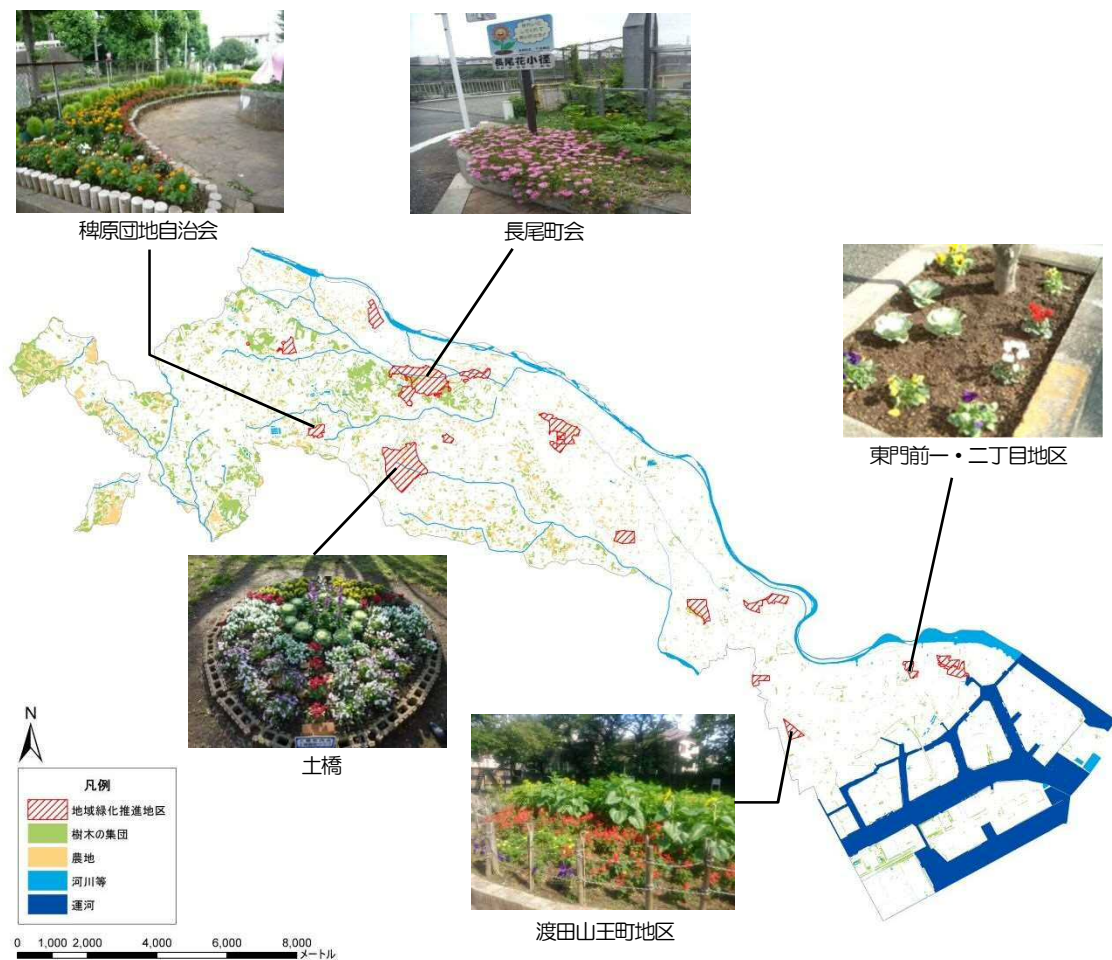 長尾花小径
稗原団地自治会
長尾町会
東門前一・二丁目地区
土橋
渡田山王町地区
N
凡例
地域緑化推進地区
樹木の集団
農地
河川等
運河
0 1,000 2,000 4,000 6,000 8,000
メートル